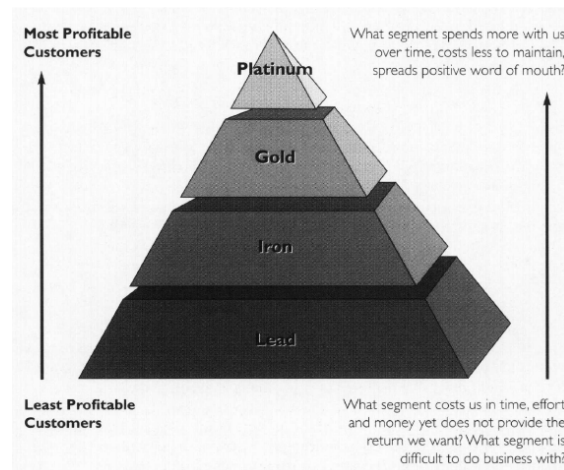 Most Profitable
Customers
What segment spends more with us
over time, costs less to maintain,
spreads positive word of mouth?
Platinum
Gold
Iron
Lead
Least Profitable
Customers
What segment costs us in time, effort
and money yet does not provide the
return we want? What segment is
difficult to do business with?